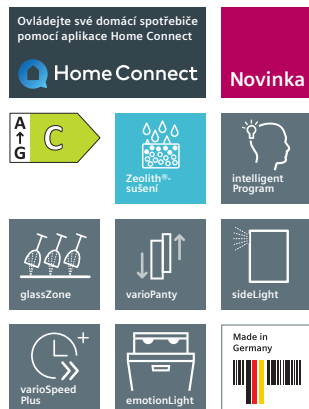 Ovládejte své domácí spotřebiče
pomocí aplikace Home Connect
Home Connect
Novinka
A
↑
G
C
Zeolith®-
sušení
intelligent
Program
glassZone
varioPanty
sideLight
varioSpeed
Plus
emotionLight
Made in
Germany